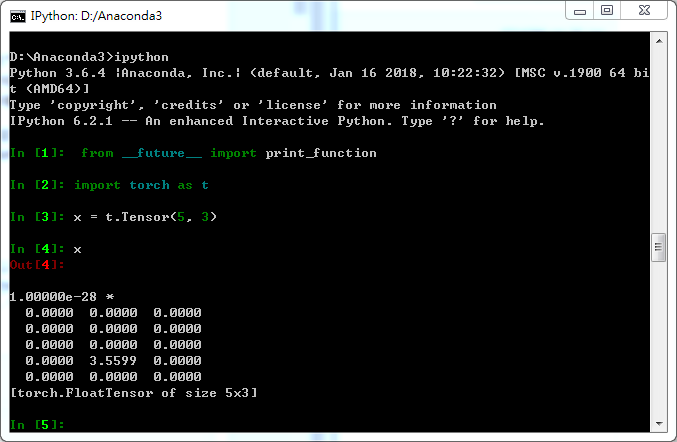 IPython: D:/Anaconda3
D:\Anaconda3>ipython
Python 3.6.4 |Anaconda, Inc.| (default, Jan 16 2018, 10:22:32) [MSC v.1900 64 bi
t (AMD64)]
Type 'copyright', 'credits' or 'license' for more information
IPython 6.2.1 -- An enhanced Interactive Python. Type '?' for help.
In [1]:  from __future__ import print_function
In [2]: import torch as t
In [3]: x = t.Tensor(5, 3)
In [4]: x
Out[4]:
1.00000e-28 *
  0.0000  0.0000  0.0000
  0.0000  0.0000  0.0000
  0.0000  0.0000  0.0000
  0.0000  3.5599  0.0000
  0.0000  0.0000  0.0000
[torch.FloatTensor of size 5x3]
In [5]: